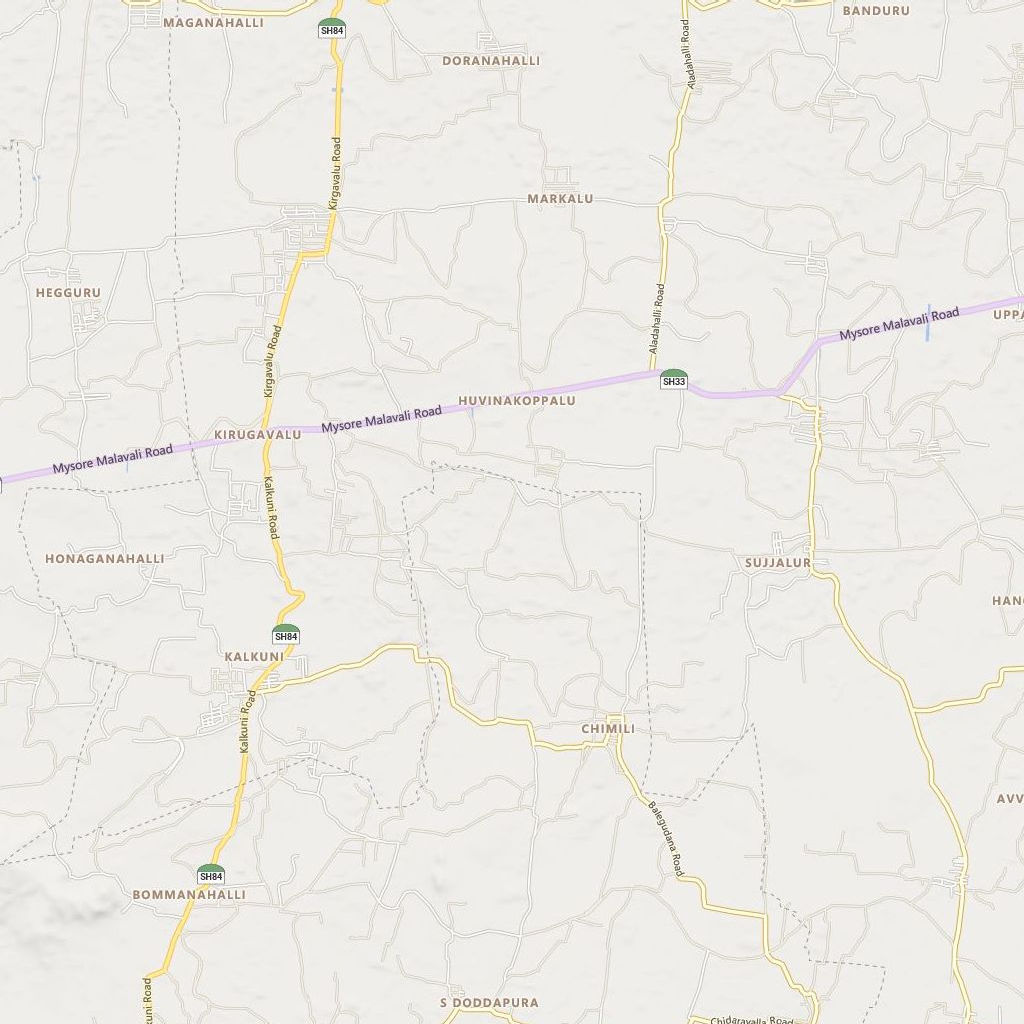 BANDURU
MAGANAHALLI
SH84
Aladahalli Road
DORANAHALLI
Kirgavalu Road
MARKALU
HEGGURU
Aladahalli Road
UPPA
Mysore Malavali Road
Kirgavalu Road
SH33
HUVINAKOPPALU
Mysore Malavali Road
KIRUGAVALU
Mysore Malavali Road
Kalkuni Road
HONAGANAHALLI
SUJJALUR
HANG
SH84
KALKUNI
Kalkuni Road
CHIMILI
AVV
Balegudana Road
SH84
BOMMANAHALLI
kuni Road
S DODDAPURA
Chidaravalla Road